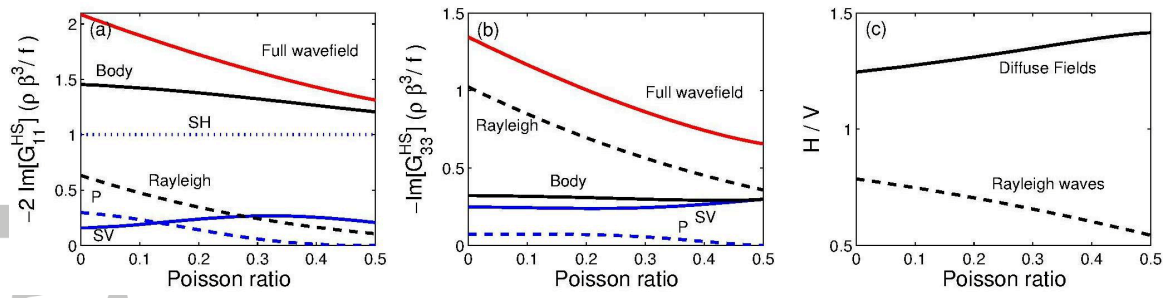 (a)
−2 Im[G₁₁ᴴˢ] (ρ β³/ f )
2
1.5
1
0.5
0
Full wavefield
Body
SH
Rayleigh
P
SV
0 0.1 0.2 0.3 0.4 0.5
Poisson ratio
(b)
−Im[G₃₃ᴴˢ] (ρ β³/ f )
1.5
1
0.5
0
Full wavefield
Rayleigh
Body
SV
P
0 0.1 0.2 0.3 0.4 0.5
Poisson ratio
(c)
H / V
1.5
1
0.5
Diffuse Fields
Rayleigh waves
0 0.1 0.2 0.3 0.4 0.5
Poisson ratio